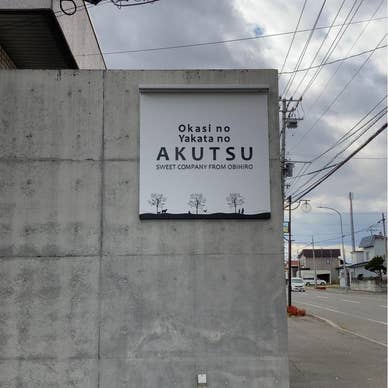 Okasi no
Yakata no
AKUTSU
SWEET COMPANY FROM OBIHIRO